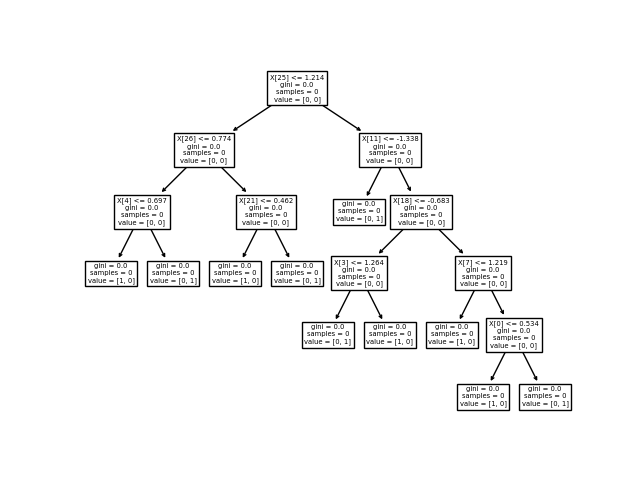 X[25] <= 1.214
gini = 0.0
samples = 0
value = [0, 0]
X[26] <= 0.774
gini = 0.0
samples = 0
value = [0, 0]
X[11] <= -1.338
gini = 0.0
samples = 0
value = [0, 0]
X[4] <= 0.697
gini = 0.0
samples = 0
value = [0, 0]
X[21] <= 0.462
gini = 0.0
samples = 0
value = [0, 0]
gini = 0.0
samples = 0
value = [0, 1]
X[18] <= -0.683
gini = 0.0
samples = 0
value = [0, 0]
gini = 0.0
samples = 0
value = [1, 0]
gini = 0.0
samples = 0
value = [0, 1]
gini = 0.0
samples = 0
value = [1, 0]
gini = 0.0
samples = 0
value = [0, 1]
X[3] <= 1.264
gini = 0.0
samples = 0
value = [0, 0]
X[7] <= 1.219
gini = 0.0
samples = 0
value = [0, 0]
gini = 0.0
samples = 0
value = [0, 1]
gini = 0.0
samples = 0
value = [1, 0]
gini = 0.0
samples = 0
value = [1, 0]
X[0] <= 0.534
gini = 0.0
samples = 0
value = [0, 0]
gini = 0.0
samples = 0
value = [1, 0]
gini = 0.0
samples = 0
value = [0, 1]